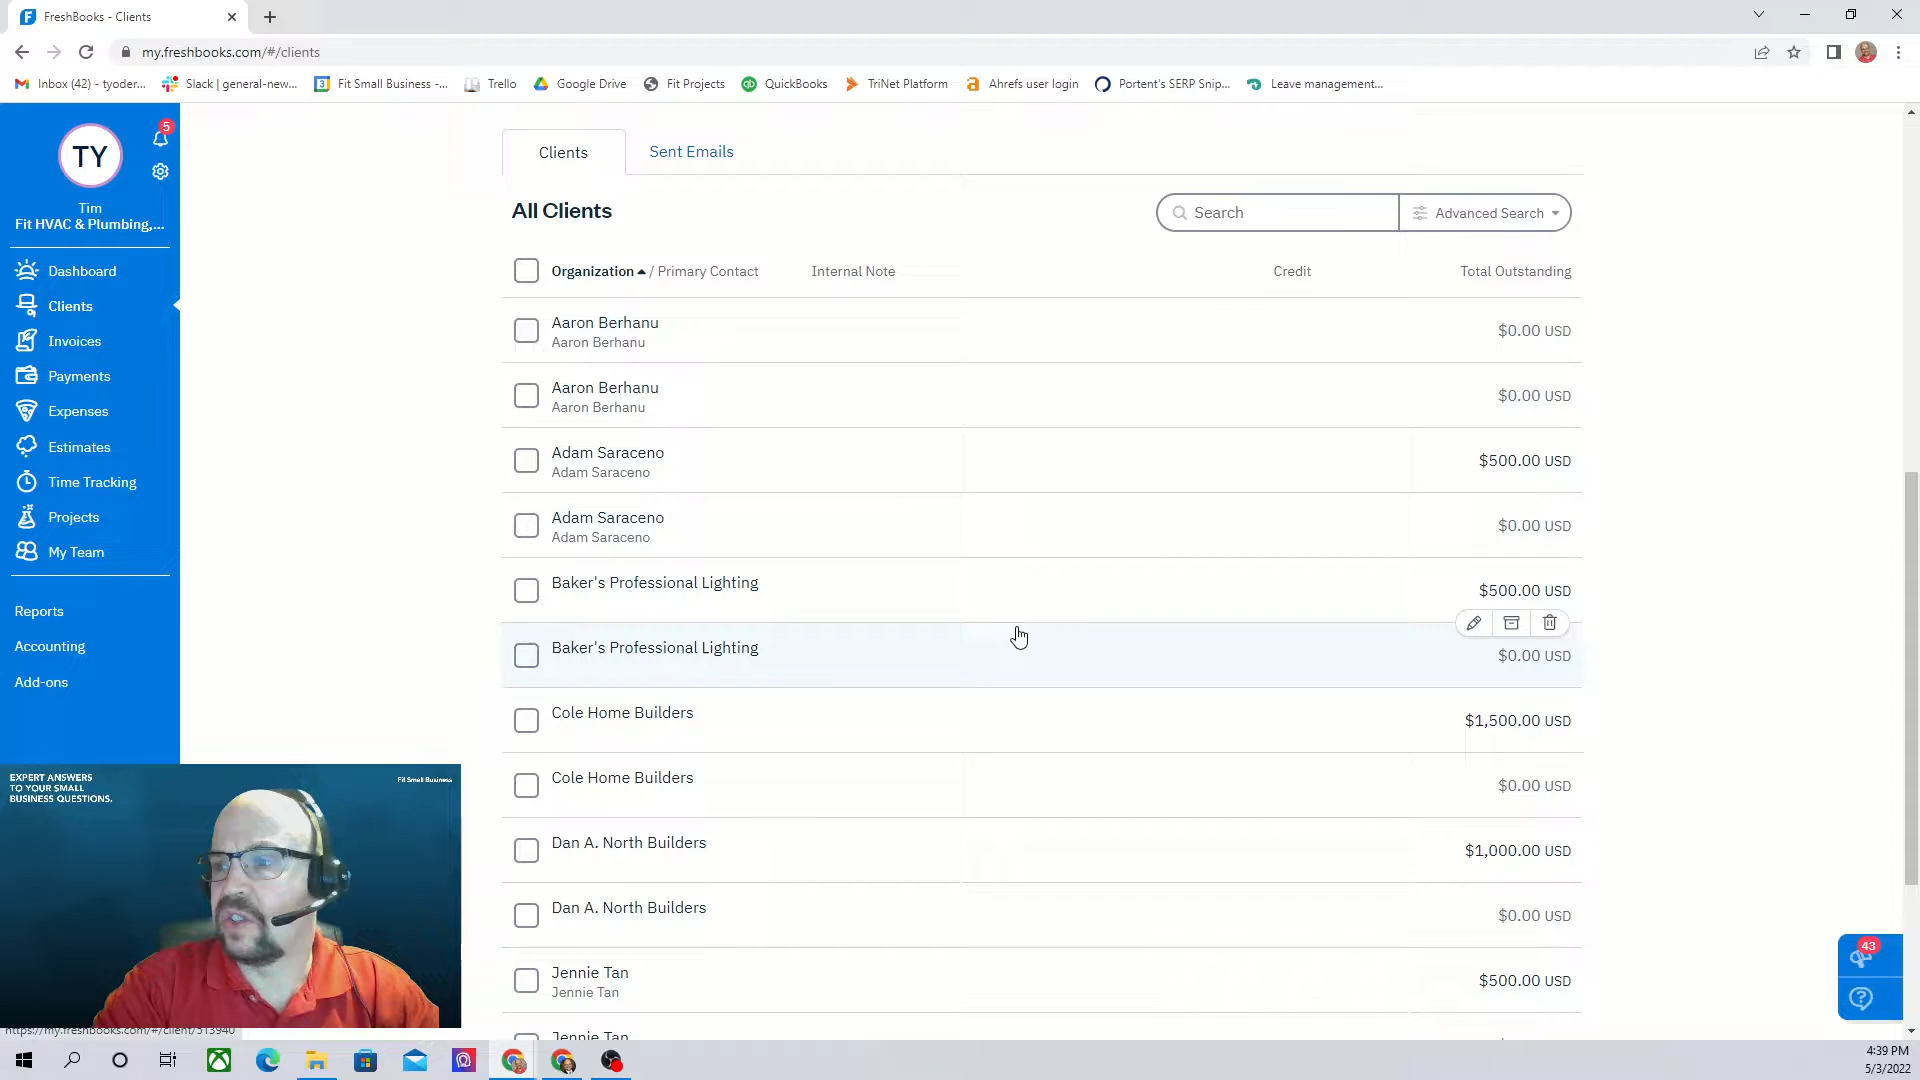 FreshBooks - Clients
my.freshbooks.com/#/clients
Inbox (42) - tyoder...
Slack | general-new...
Fit Small Business -...
Trello
Google Drive
Fit Projects
QuickBooks
TriNet Platform
Ahrefs user login
Portent's SERP Snip...
Leave management...
TY
5
Tim
Fit HVAC & Plumbing,...
Dashboard
Clients
Invoices
Payments
Expenses
Estimates
Time Tracking
Projects
My Team
Reports
Accounting
Add-ons
Clients
Sent Emails
All Clients
Search
Advanced Search
Organization / Primary Contact
Internal Note
Credit
Total Outstanding
Aaron Berhanu
Aaron Berhanu
$0.00 USD
Aaron Berhanu
Aaron Berhanu
$0.00 USD
Adam Saraceno
Adam Saraceno
$500.00 USD
Adam Saraceno
Adam Saraceno
$0.00 USD
Baker's Professional Lighting
$500.00 USD
Baker's Professional Lighting
$0.00 USD
Cole Home Builders
$1,500.00 USD
Cole Home Builders
$0.00 USD
Dan A. North Builders
$1,000.00 USD
Dan A. North Builders
$0.00 USD
Jennie Tan
Jennie Tan
$500.00 USD
Jennie Tan
43
EXPERT ANSWERS
TO YOUR SMALL
BUSINESS QUESTIONS.
Fit Small Business
https://my.freshbooks.com/#/client/513940
4:39 PM
5/3/2022